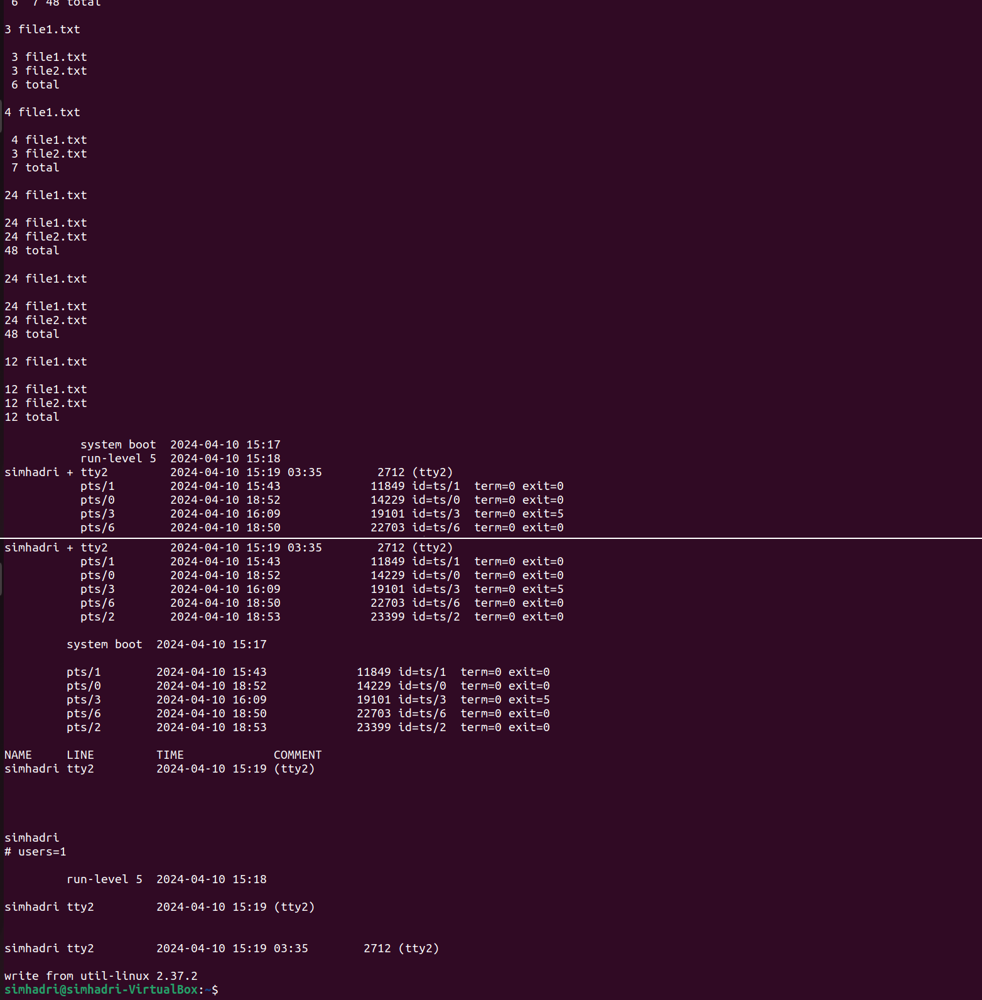 6  7 48 total

3 file1.txt

 3 file1.txt
 3 file2.txt
 6 total

4 file1.txt

 4 file1.txt
 3 file2.txt
 7 total

24 file1.txt

24 file1.txt
24 file2.txt
48 total

24 file1.txt

24 file1.txt
24 file2.txt
48 total

12 file1.txt

12 file1.txt
12 file2.txt
12 total

           system boot  2024-04-10 15:17
           run-level 5  2024-04-10 15:18
simhadri + tty2         2024-04-10 15:19 03:35        2712 (tty2)
           pts/1        2024-04-10 15:43             11849 id=ts/1  term=0 exit=0
           pts/0        2024-04-10 18:52             14229 id=ts/0  term=0 exit=0
           pts/3        2024-04-10 16:09             19101 id=ts/3  term=0 exit=5
           pts/6        2024-04-10 18:50             22703 id=ts/6  term=0 exit=0
simhadri + tty2         2024-04-10 15:19 03:35        2712 (tty2)
           pts/1        2024-04-10 15:43             11849 id=ts/1  term=0 exit=0
           pts/0        2024-04-10 18:52             14229 id=ts/0  term=0 exit=0
           pts/3        2024-04-10 16:09             19101 id=ts/3  term=0 exit=5
           pts/6        2024-04-10 18:50             22703 id=ts/6  term=0 exit=0
           pts/2        2024-04-10 18:53             23399 id=ts/2  term=0 exit=0

         system boot  2024-04-10 15:17

         pts/1        2024-04-10 15:43             11849 id=ts/1  term=0 exit=0
         pts/0        2024-04-10 18:52             14229 id=ts/0  term=0 exit=0
         pts/3        2024-04-10 16:09             19101 id=ts/3  term=0 exit=5
         pts/6        2024-04-10 18:50             22703 id=ts/6  term=0 exit=0
         pts/2        2024-04-10 18:53             23399 id=ts/2  term=0 exit=0

NAME     LINE         TIME             COMMENT
simhadri tty2         2024-04-10 15:19 (tty2)

simhadri
# users=1

         run-level 5  2024-04-10 15:18

simhadri tty2         2024-04-10 15:19 (tty2)

simhadri tty2         2024-04-10 15:19 03:35        2712 (tty2)

write from util-linux 2.37.2
simhadri@simhadri-VirtualBox:~$